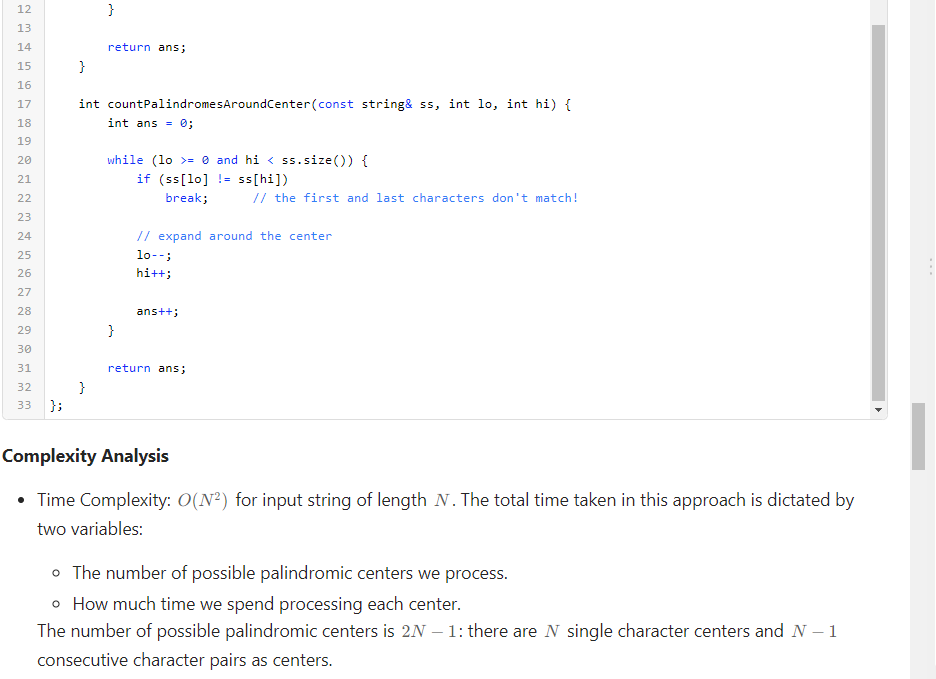 12 }
13
14 return ans;
15 }
16
17 int countPalindromesAroundCenter(const string& ss, int lo, int hi) {
18 int ans = 0;
19
20 while (lo >= 0 and hi < ss.size()) {
21 if (ss[lo] != ss[hi])
22 break; // the first and last characters don't match!
23
24 // expand around the center
25 lo--;
26 hi++;
27
28 ans++;
29 }
30
31 return ans;
32 }
33 };
Complexity Analysis
• Time Complexity: O(N²) for input string of length N. The total time taken in this approach is dictated by
two variables:
◦ The number of possible palindromic centers we process.
◦ How much time we spend processing each center.
The number of possible palindromic centers is 2N − 1: there are N single character centers and N − 1
consecutive character pairs as centers.